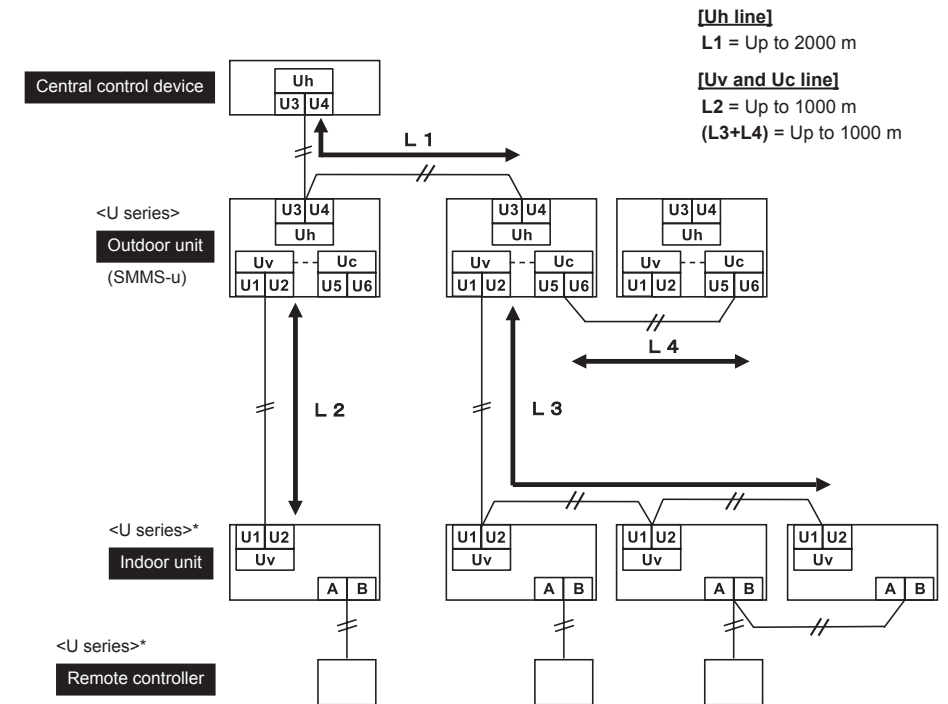 [Uh line]
L1 = Up to 2000 m
[Uv and Uc line]
L2 = Up to 1000 m
(L3+L4) = Up to 1000 m
Central control device
Uh
U3 U4
L 1
<U series>
Outdoor unit
(SMMS-u)
U3 U4
Uh
Uv Uc
U1 U2 U5 U6
U3 U4
Uh
Uv Uc
U1 U2 U5 U6
U3 U4
Uh
Uv Uc
U1 U2 U5 U6
L 4
L 2
L 3
<U series>*
Indoor unit
U1 U2
Uv
A B
U1 U2
Uv
A B
U1 U2
Uv
A B
U1 U2
Uv
A B
<U series>*
Remote controller